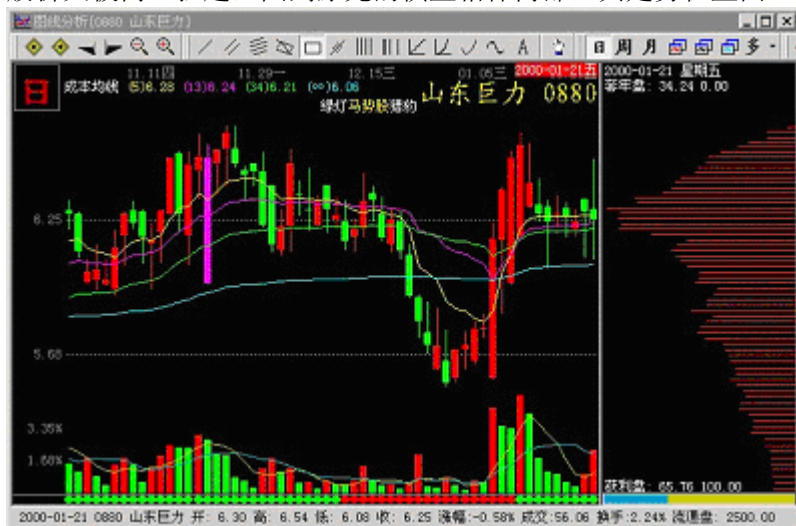 图线分析(0880 山东巨力)
A 日 周 月 多
日
11.11四 11.29一 12.15三 01.05三 2000-01-21五
成本均线 (5)6.28 (13)6.24 (34)6.21 (∞)6.06
山东巨力 0880
绿灯马势股猎豹
6.25
5.68
3.35%
1.68%
2000-01-21 星期五
套牢盘: 34.24 0.00
获利盘: 65.76 100.00
2000-01-21 0880 山东巨力 开: 6.30 高: 6.54 低: 6.08 收: 6.25 涨幅:-0.58% 成交:56.06 换手:2.24% 流通盘: 2500.00